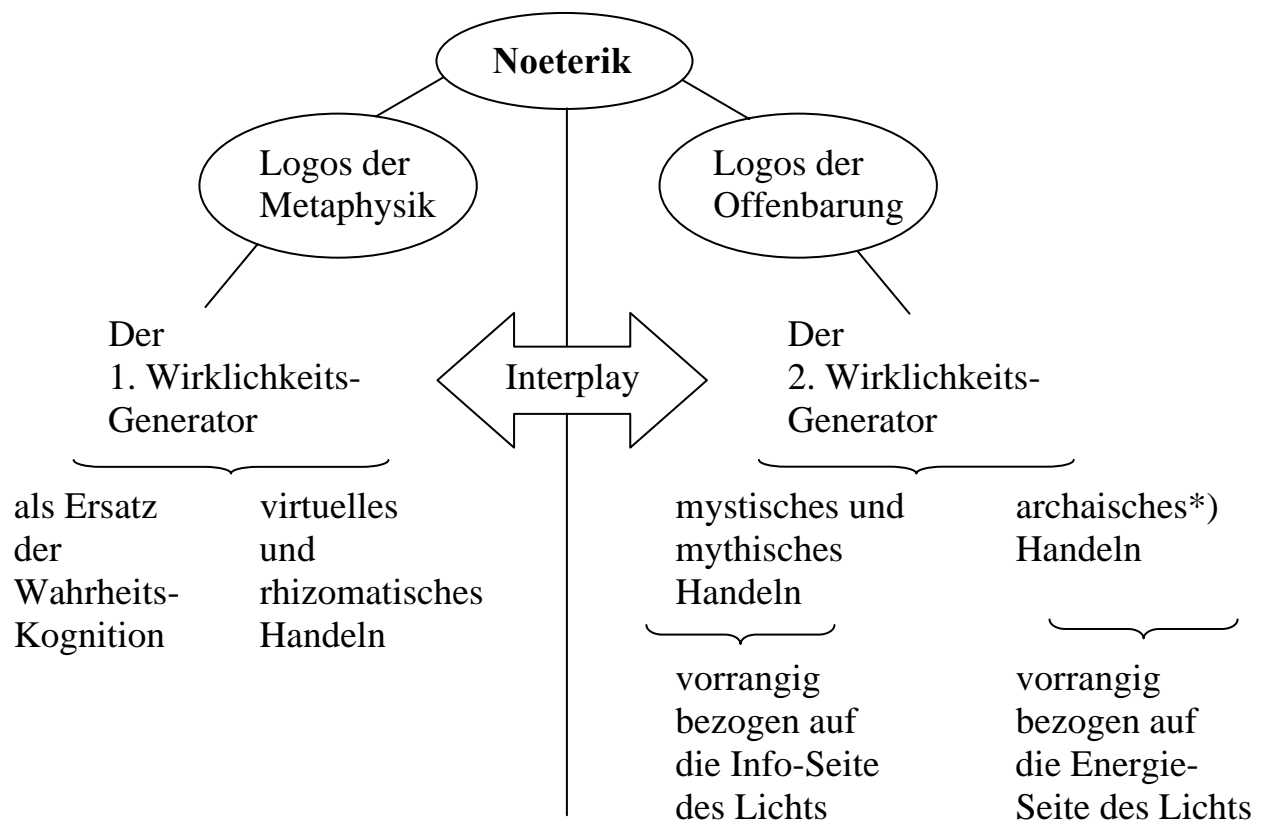 Noeterik
Logos der
Metaphysik
Logos der
Offenbarung
Der
1. Wirklichkeits-
Generator
Interplay
Der
2. Wirklichkeits-
Generator
als Ersatz
der
Wahrheits-
Kognition
virtuelles
und
rhizomatisches
Handeln
mystisches und
mythisches
Handeln
archaisches*)
Handeln
vorrangig
bezogen auf
die Info-Seite
des Lichts
vorrangig
bezogen auf
die Energie-
Seite des Lichts